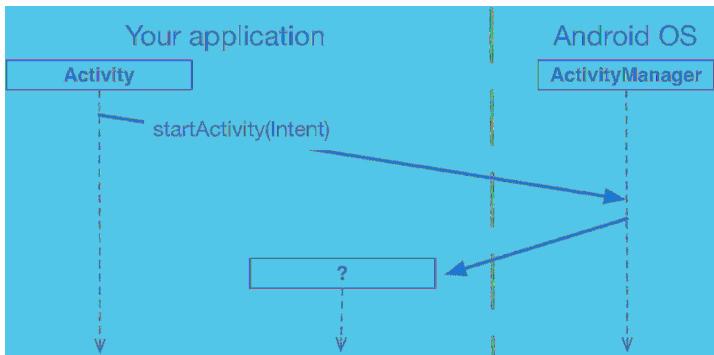 Your application
Android OS
Activity
ActivityManager
startActivity(Intent)
?